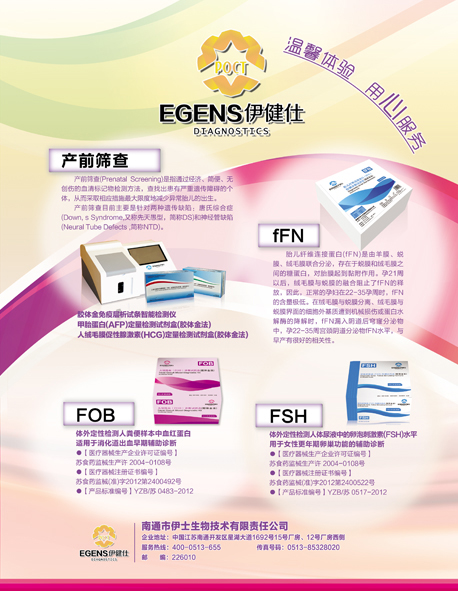 POCT
EGENS伊健仕
DIAGNOSTICS
温馨体验 用心服务
产前筛查
产前筛查(Prenatal Screening)是指通过经济、简便、无
创伤的血清标记物检测方法，查找出患有严重遗传障碍的个
体，从而采取相应措施最大限度地减少异常胎儿的出生。
产前筛查目前主要是针对两种遗传缺陷：唐氏综合症
(Down, s Syndrome,又称先天愚型，简称DS)和神经管缺陷
(Neural Tube Defects ,简称NTD)。
胶体金免疫层析试条智能检测仪
甲胎蛋白(AFP)定量检测试剂盒(胶体金法)
人绒毛膜促性腺激素(HCG)定量检测试剂盒(胶体金法)
fFN
胎儿纤维连接蛋白(fFN)是由羊膜、蜕
膜、绒毛膜联合分泌，存在于蜕膜和绒毛膜之
间的糖蛋白，对胎膜起到黏附作用。孕21周
以后，绒毛膜与蜕膜的融合阻止了fFN的释
放，因此，正常的孕妇在22-35孕周时，fFN
的含量极低。在绒毛膜与蜕膜分离、绒毛膜与
蜕膜界面的细胞外基质遭到机械损伤或蛋白水
解酶的降解时，fFN漏入阴道后穹窿分泌物
中，孕22-35周宫颈阴道分泌物fFN水平，与
早产有很好的相关性。
FOB
FOB
FOB
体外定性检测人粪便样本中血红蛋白
适用于消化道出血早期辅助诊断
●【医疗器械生产企业许可证编号】
苏食药监械生产许 2004-0108号
●【医疗器械注册证书编号】
苏食药监械(准)字2012第2400492号
●【产品标准编号】YZB/苏 0483-2012
FSH
FSH
体外定性检测人体尿液中的卵泡刺激素(FSH)水平
用于女性更年期卵巢功能的辅助诊断
●【医疗器械生产企业许可证编号】
苏食药监械生产许 2004-0108号
●【医疗器械注册证书编号】
苏食药监械(准)字2012第2400522号
●【产品标准编号】YZB/苏 0517-2012
EGENS伊健仕
DIAGNOSTICS
南通市伊士生物技术有限责任公司
企业地址：中国江苏南通开发区星湖大道1692号15号厂房、12号厂房西侧
服务热线：400-0513-655 传真号码：0513-85328020
邮 编：226010